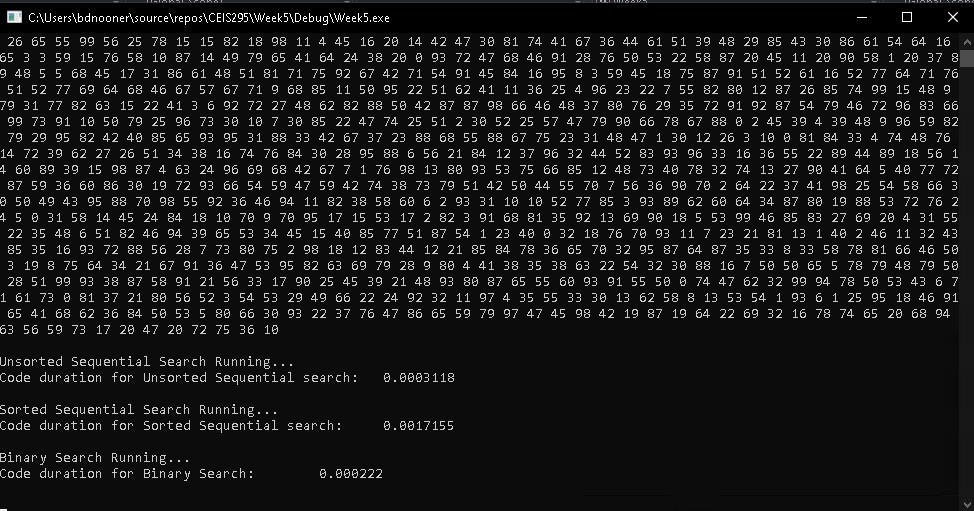 C:\Users\bdnooner\source\repos\CEIS295\Week5\Debug\Week5.exe
26 65 55 99 56 25 78 15 15 82 18 98 11 4 45 16 20 14 42 47 30 81 74 41 67 36 44 61 51 39 48 29 85 43 30 86 61 54 64 16
65 3 3 59 15 76 58 10 87 14 49 79 65 41 64 24 38 20 0 93 72 47 68 46 91 28 76 50 53 22 58 87 20 45 11 20 90 58 1 20 37 8
9 48 5 5 68 45 17 31 86 61 48 51 81 71 75 92 67 42 71 54 91 45 84 16 95 8 3 59 45 18 75 87 91 51 52 61 16 52 77 64 71 76
51 52 77 69 64 68 46 67 57 67 71 9 68 85 11 50 95 22 51 62 41 11 36 25 4 96 23 22 7 55 82 80 12 87 26 85 74 99 15 48 9
79 31 77 82 63 15 22 41 3 6 92 72 27 48 62 82 88 50 42 87 87 98 66 46 48 37 80 76 29 35 72 91 92 87 54 79 46 72 96 83 66
99 73 91 10 50 79 25 96 73 30 10 7 30 85 22 47 74 25 51 2 30 52 25 57 47 79 90 66 78 67 88 0 2 45 39 4 39 48 9 96 59 82
79 29 95 82 42 40 85 65 93 95 31 88 33 42 67 37 23 88 68 55 88 67 75 23 31 48 47 1 30 12 26 3 10 0 81 84 33 4 74 48 76
14 72 39 62 27 26 51 34 38 16 74 76 84 30 28 95 88 6 56 21 84 12 37 96 32 44 52 83 93 96 33 16 36 55 22 89 44 89 18 56 1
4 60 89 39 15 98 87 4 63 24 96 69 68 42 67 7 1 76 98 13 80 93 53 75 66 85 12 48 73 40 78 32 74 13 27 90 41 64 5 40 77 72
87 59 36 60 86 30 19 72 93 66 54 59 47 59 42 74 38 73 79 51 42 50 44 55 70 7 56 36 90 70 2 64 22 37 41 98 25 54 58 66 3
0 50 49 43 95 88 70 98 55 92 36 46 94 11 82 38 58 60 6 2 93 31 10 10 52 77 85 3 93 89 62 60 64 34 87 80 19 88 53 72 76 2
4 5 0 31 58 14 45 24 84 18 10 70 9 70 95 17 15 53 17 2 82 3 91 68 81 35 92 13 69 90 18 5 53 99 46 85 83 27 69 20 4 31 55
22 35 48 6 51 82 46 94 39 65 53 34 45 15 40 85 77 51 87 54 1 23 40 0 32 18 76 70 93 11 7 23 21 81 13 1 40 2 46 11 32 43
85 35 16 93 72 88 56 28 7 73 80 75 2 98 18 12 83 44 12 21 85 84 78 36 65 70 32 95 87 64 87 35 33 8 33 58 78 81 66 46 50
3 19 8 75 64 34 21 67 91 36 47 53 95 82 63 69 79 28 9 80 4 41 38 35 38 63 22 54 32 30 88 16 7 50 50 65 5 78 79 48 79 50
28 51 99 93 38 87 58 91 21 56 33 17 90 25 45 39 21 48 93 80 87 65 55 60 93 91 55 50 0 74 47 62 32 99 94 78 50 53 43 6 7
1 61 73 0 81 37 21 80 56 52 3 54 53 29 49 66 22 24 92 32 11 97 4 35 55 33 30 13 62 58 8 13 53 54 1 93 6 1 25 95 18 46 91
65 41 68 62 36 84 50 53 5 80 66 30 93 22 37 76 47 86 65 59 79 97 47 45 98 42 19 87 19 64 22 69 32 16 78 74 65 20 68 94
63 56 59 73 17 20 47 20 72 75 36 10
Unsorted Sequential Search Running...
Code duration for Unsorted Sequential search: 0.0003118
Sorted Sequential Search Running...
Code duration for Sorted Sequential search: 0.0017155
Binary Search Running...
Code duration for Binary Search: 0.000222